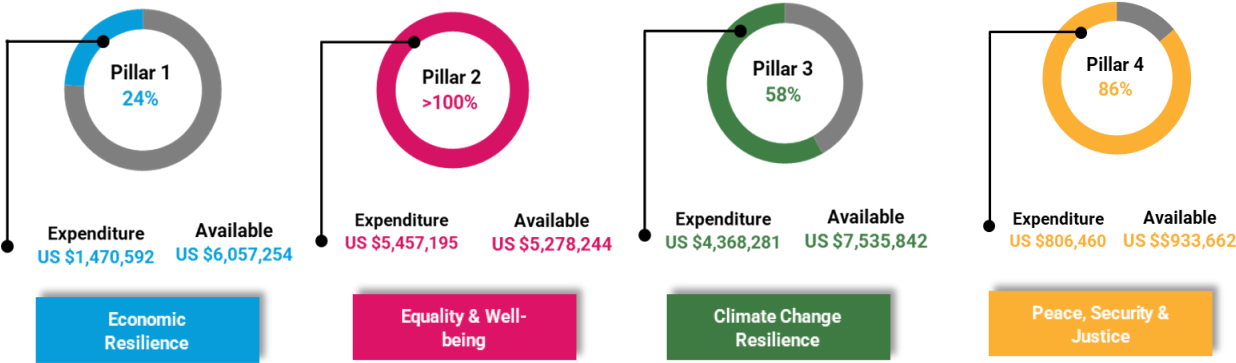 Pillar 1
24%
Expenditure
US $1,470,592
Available
US $6,057,254
Economic
Resilience
Pillar 2
>100%
Expenditure
US $5,457,195
Available
US $5,278,244
Equality & Well-
being
Pillar 3
58%
Expenditure
US $4,368,281
Available
US $7,535,842
Climate Change
Resilience
Pillar 4
86%
Expenditure
US $806,460
Available
US $$933,662
Peace, Security &
Justice